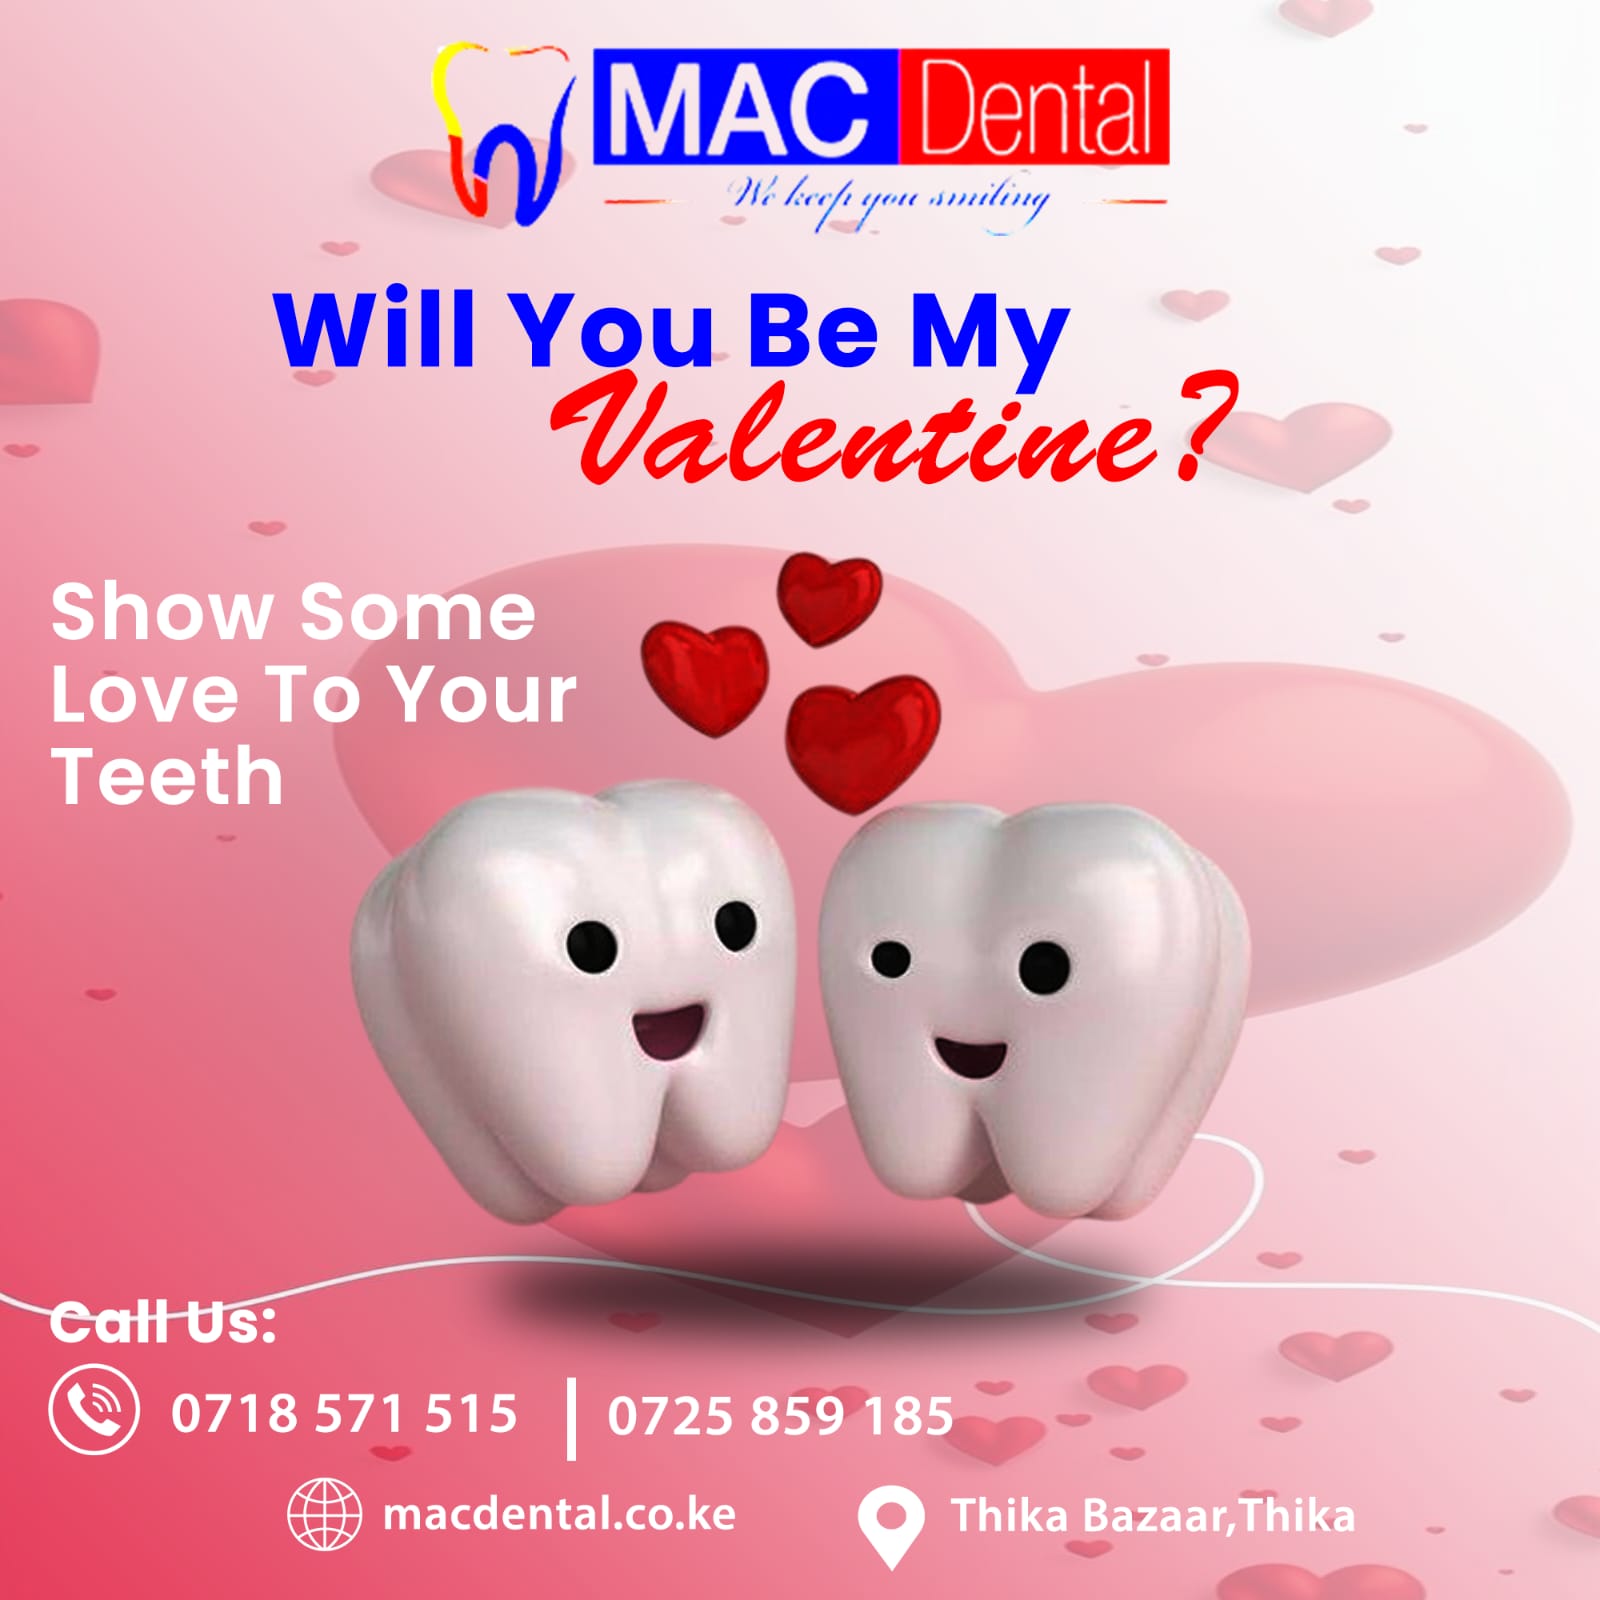 MAC Dental
We keep you smiling
Will You Be My
Valentine?
Show Some
Love To Your
Teeth
Call Us:
0718 571 515 | 0725 859 185
macdental.co.ke
Thika Bazaar,Thika